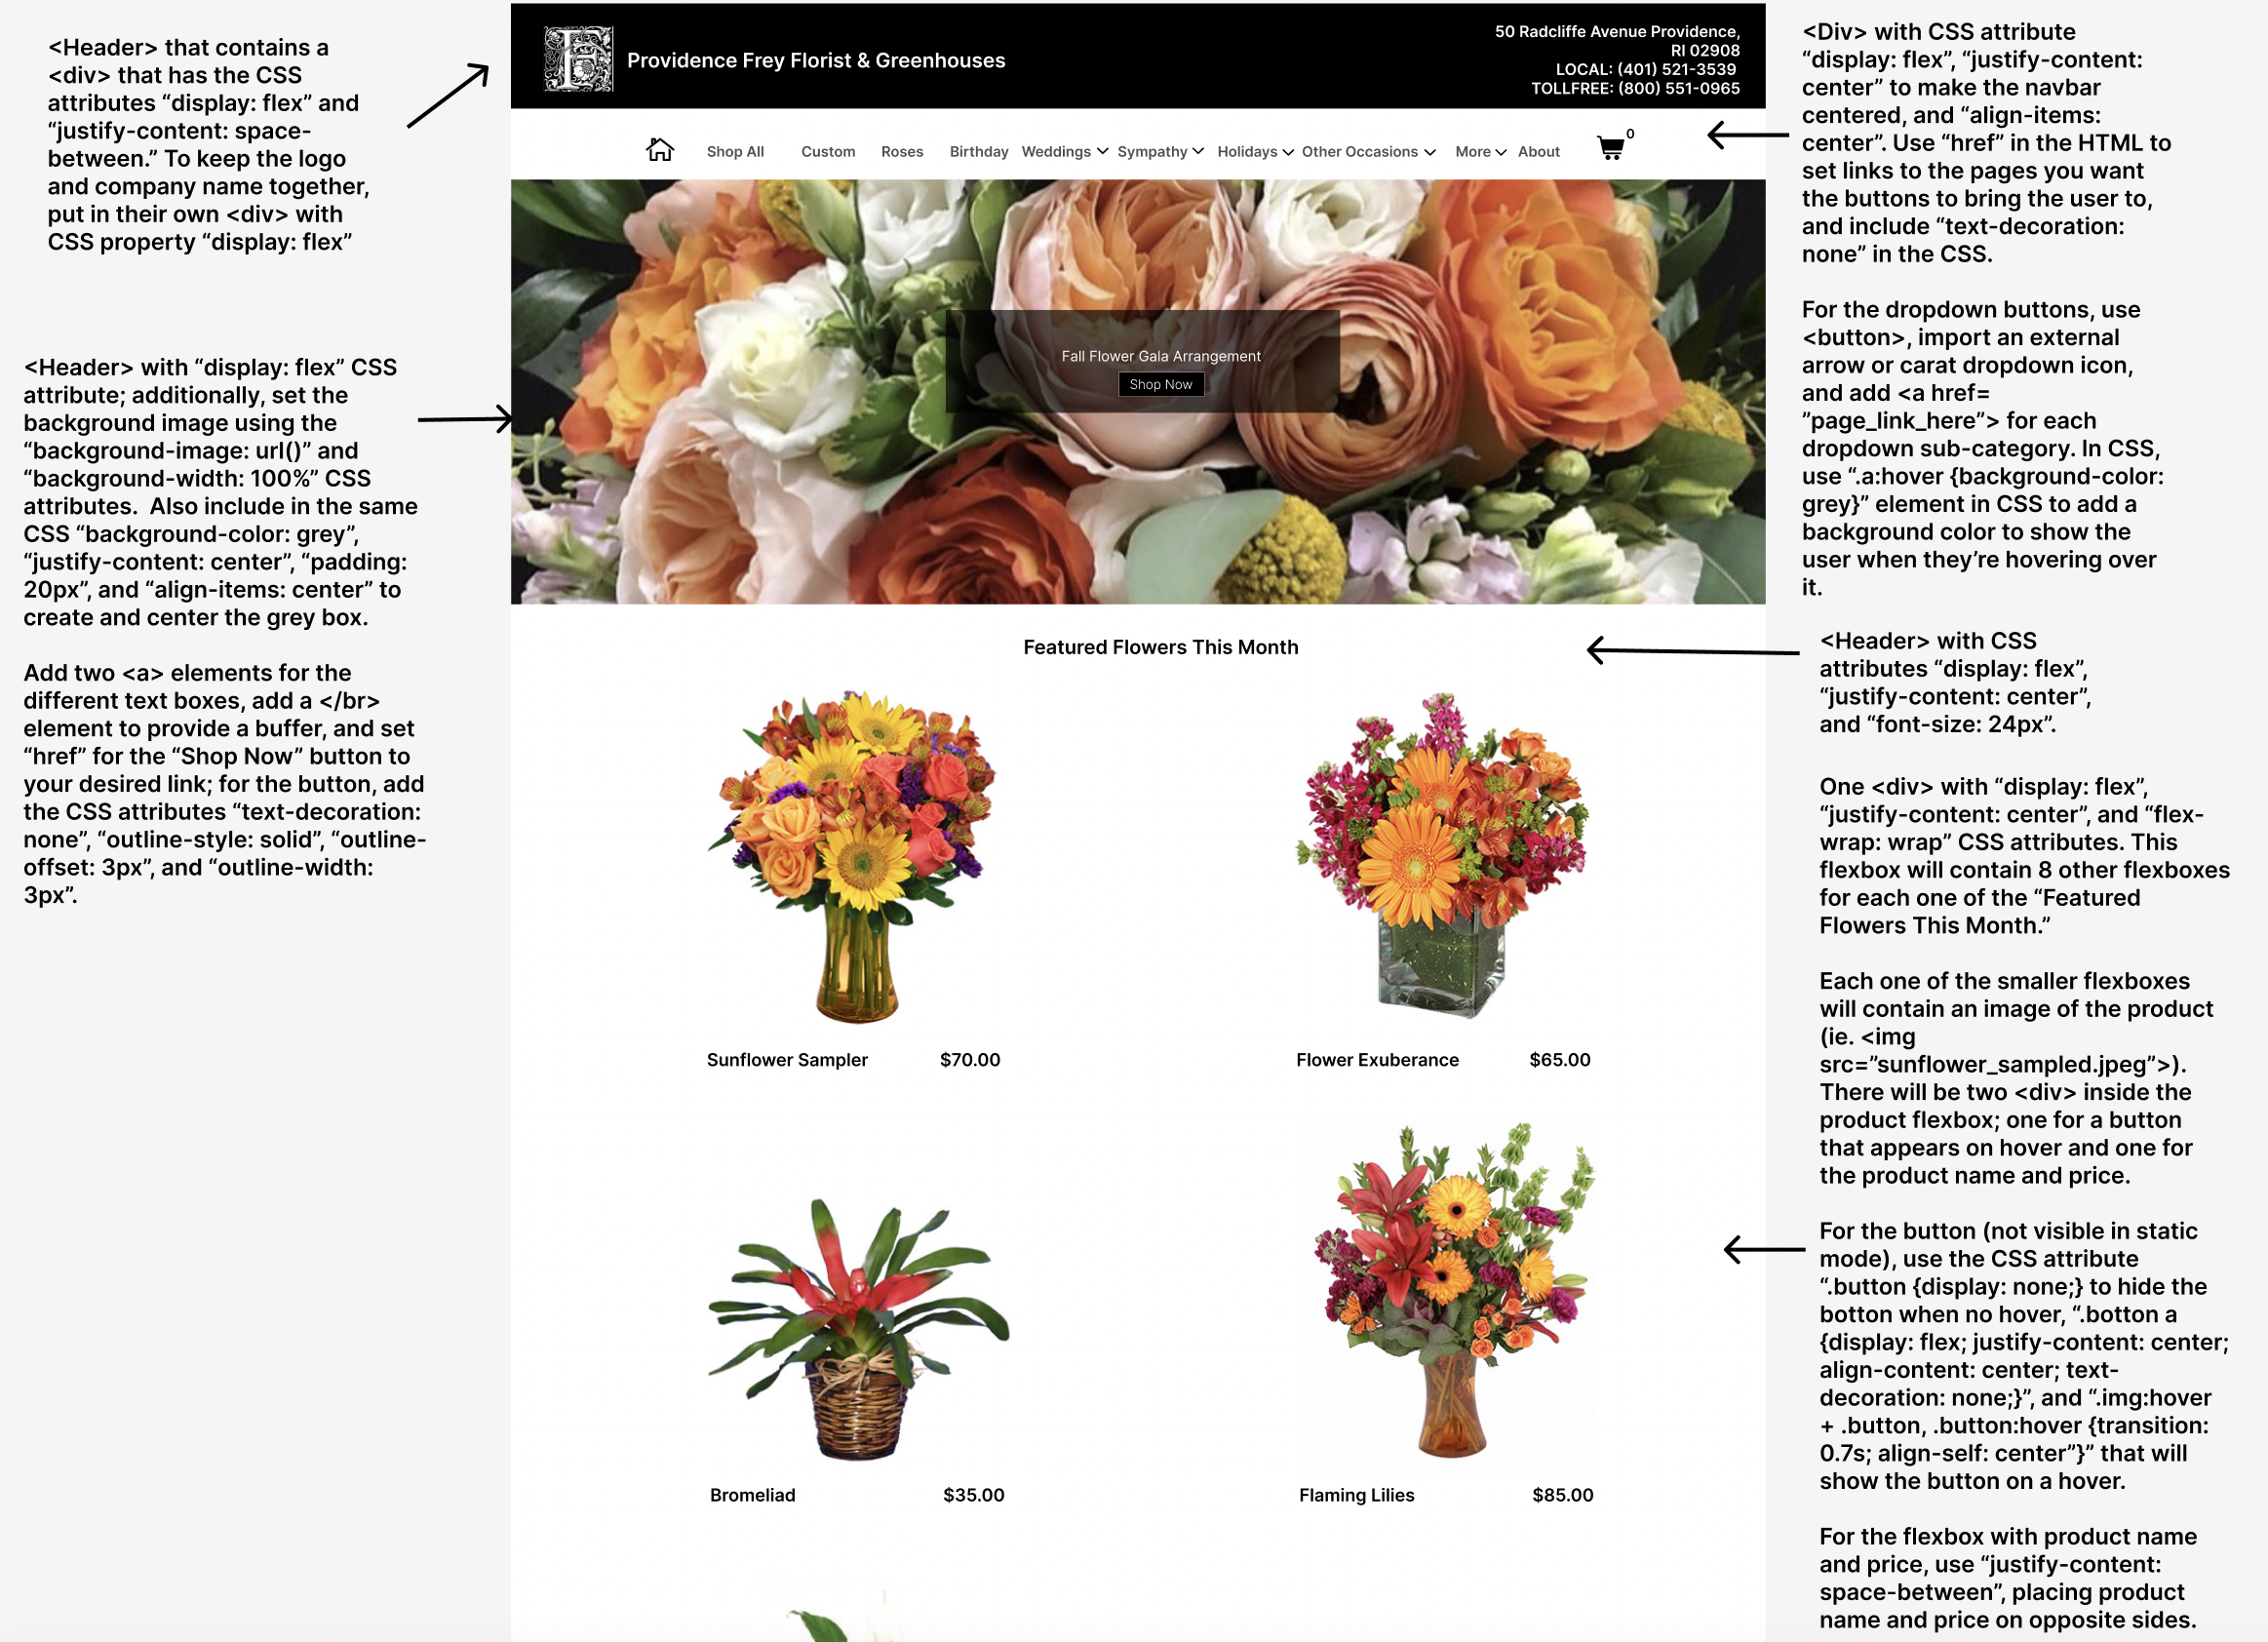 <Header> that contains a
<div> that has the CSS
attributes “display: flex” and
“justify-content: space-
between.” To keep the logo
and company name together,
put in their own <div> with
CSS property “display: flex”
<Header> with “display: flex” CSS
attribute; additionally, set the
background image using the
“background-image: url()” and
“background-width: 100%” CSS
attributes.  Also include in the same
CSS “background-color: grey”,
“justify-content: center”, “padding:
20px”, and “align-items: center” to
create and center the grey box.
Add two <a> elements for the
different text boxes, add a </br>
element to provide a buffer, and set
“href” for the “Shop Now” button to
your desired link; for the button, add
the CSS attributes “text-decoration:
none”, “outline-style: solid”, “outline-
offset: 3px”, and “outline-width:
3px”.
F
Providence Frey Florist & Greenhouses
50 Radcliffe Avenue Providence,
RI 02908
LOCAL: (401) 521-3539
TOLLFREE: (800) 551-0965
Shop All Custom Roses Birthday Weddings Sympathy Holidays Other Occasions More About 0
Fall Flower Gala Arrangement
Shop Now
Featured Flowers This Month
Sunflower Sampler $70.00
Flower Exuberance $65.00
Bromeliad $35.00
Flaming Lilies $85.00
<Div> with CSS attribute
“display: flex”, “justify-content:
center” to make the navbar
centered, and “align-items:
center”. Use “href” in the HTML to
set links to the pages you want
the buttons to bring the user to,
and include “text-decoration:
none” in the CSS.
For the dropdown buttons, use
<button>, import an external
arrow or carat dropdown icon,
and add <a href=
”page_link_here”> for each
dropdown sub-category. In CSS,
use “.a:hover {background-color:
grey}” element in CSS to add a
background color to show the
user when they’re hovering over
it.
<Header> with CSS
attributes “display: flex”,
“justify-content: center”,
and “font-size: 24px”.
One <div> with “display: flex”,
“justify-content: center”, and “flex-
wrap: wrap” CSS attributes. This
flexbox will contain 8 other flexboxes
for each one of the “Featured
Flowers This Month.”
Each one of the smaller flexboxes
will contain an image of the product
(ie. <img
src=”sunflower_sampled.jpeg”>).
There will be two <div> inside the
product flexbox; one for a button
that appears on hover and one for
the product name and price.
For the button (not visible in static
mode), use the CSS attribute
“.button {display: none;} to hide the
botton when no hover, “.botton a
{display: flex; justify-content: center;
align-content: center; text-
decoration: none;}”, and “.img:hover
+ .button, .button:hover {transition:
0.7s; align-self: center”}” that will
show the button on a hover.
For the flexbox with product name
and price, use “justify-content:
space-between”, placing product
name and price on opposite sides.